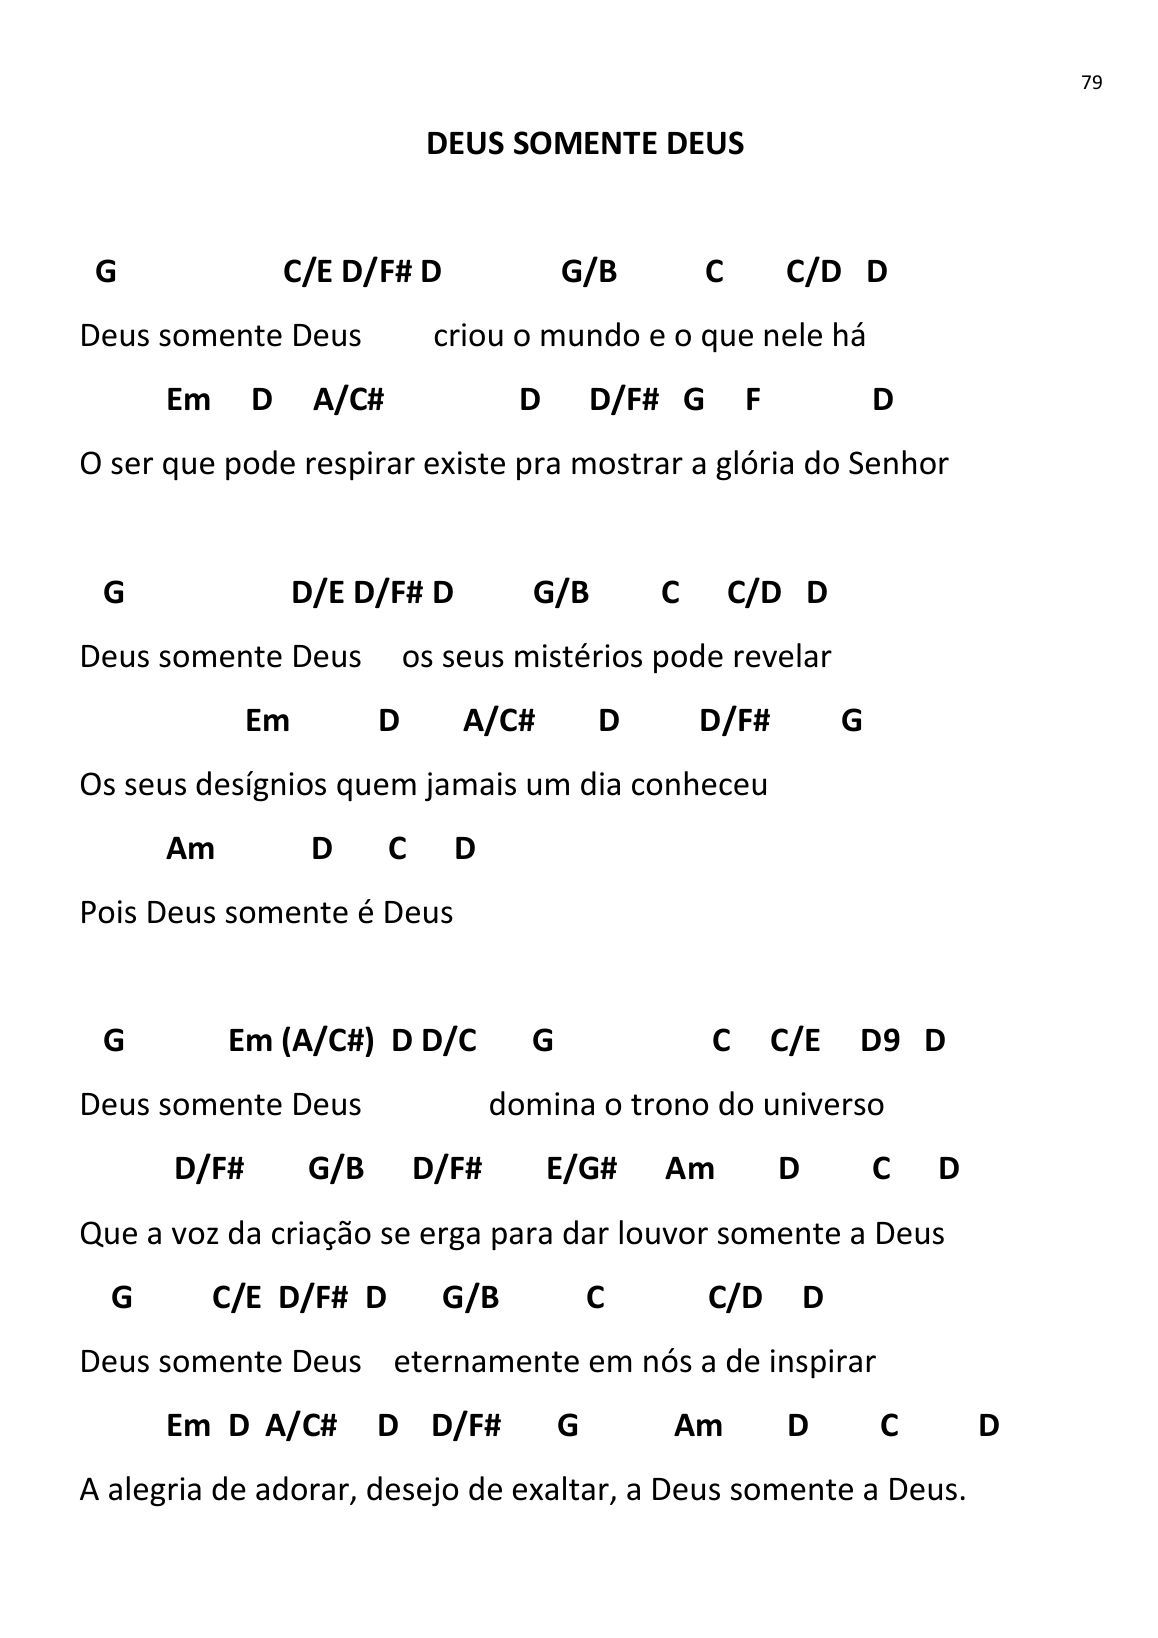 79
DEUS SOMENTE DEUS
G C/E D/F# D G/B C C/D D
Deus somente Deus criou o mundo e o que nele há
Em D A/C# D D/F# G F D
O ser que pode respirar existe pra mostrar a glória do Senhor
G D/E D/F# D G/B C C/D D
Deus somente Deus os seus mistérios pode revelar
Em D A/C# D D/F# G
Os seus desígnios quem jamais um dia conheceu
Am D C D
Pois Deus somente é Deus
G Em (A/C#) D D/C G C C/E D9 D
Deus somente Deus domina o trono do universo
D/F# G/B D/F# E/G# Am D C D
Que a voz da criação se erga para dar louvor somente a Deus
G C/E D/F# D G/B C C/D D
Deus somente Deus eternamente em nós a de inspirar
Em D A/C# D D/F# G Am D C D
A alegria de adorar, desejo de exaltar, a Deus somente a Deus.